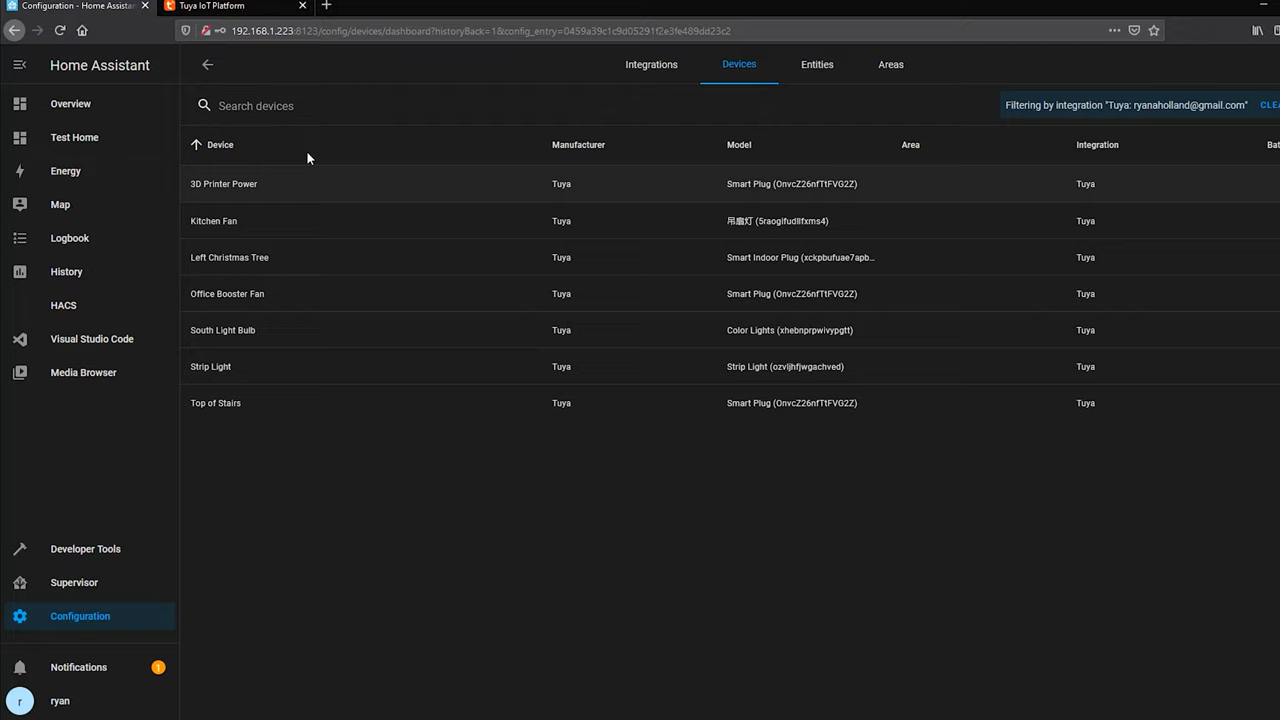 Configuration - Home Assistan
Tuya IoT Platform
192.168.1.223:8123/config/devices/dashboard?historyBack=1&config_entry=0459a39c1c9d05291f2e3fe489dd23c2
Home Assistant
Integrations
Devices
Entities
Areas
Overview
Test Home
Energy
Map
Logbook
History
HACS
Visual Studio Code
Media Browser
Developer Tools
Supervisor
Configuration
Notifications
1
r
ryan
Search devices
Filtering by integration "Tuya: ryanaholland@gmail.com"
CLEA
Device Manufacturer Model Area Integration Bat
3D Printer Power Tuya Smart Plug (OnvcZ26nfTtFVG2Z) Tuya
Kitchen Fan Tuya 吊扇灯 (5raogifudllfxms4) Tuya
Left Christmas Tree Tuya Smart Indoor Plug (xckpbufuae7apb... Tuya
Office Booster Fan Tuya Smart Plug (OnvcZ26nfTtFVG2Z) Tuya
South Light Bulb Tuya Color Lights (xhebnprpwivypgtt) Tuya
Strip Light Tuya Strip Light (ozvljhfjwgachved) Tuya
Top of Stairs Tuya Smart Plug (OnvcZ26nfTtFVG2Z) Tuya